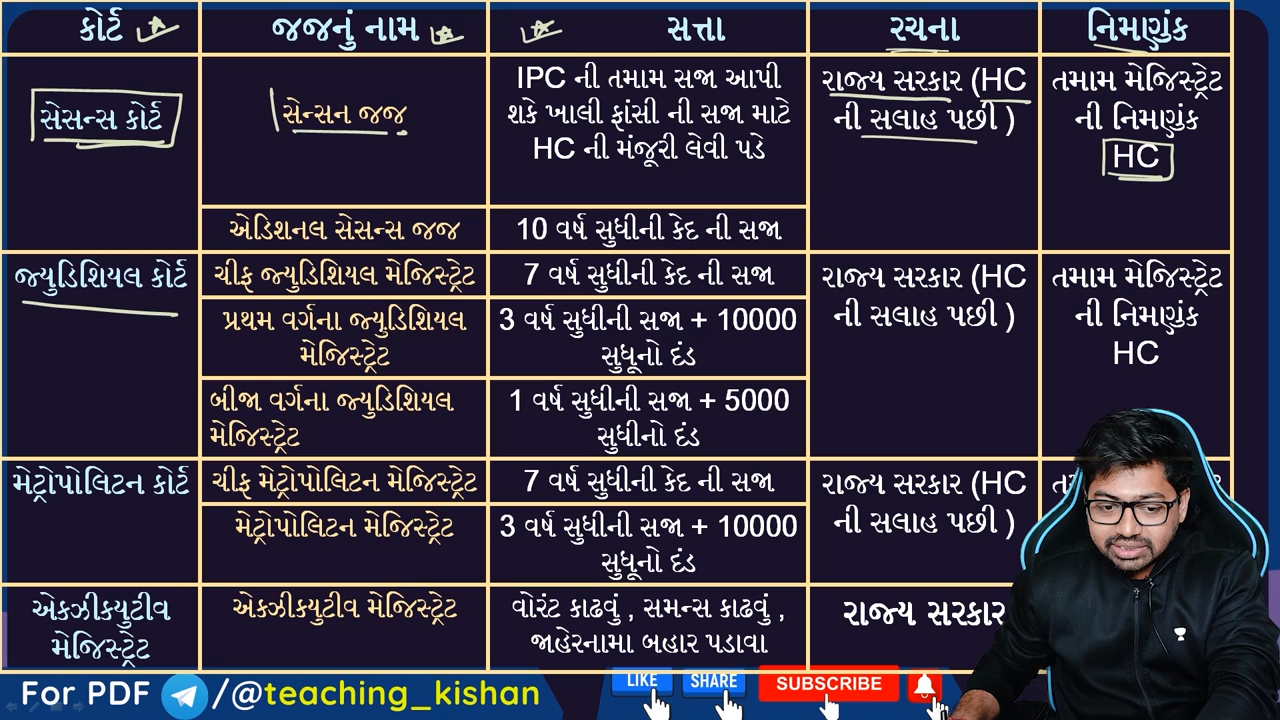 કોર્ટ જજનું નામ સત્તા રચના નિમણુંક
સેસન્સ કોર્ટ
સેન્સન જજ
IPC ની તમામ સજા આપી
શકે ખાલી ફાંસી ની સજા માટે
HC ની મંજૂરી લેવી પડે
રાજ્ય સરકાર (HC
ની સલાહ પછી )
તમામ મેજિસ્ટ્રેટ
ની નિમણુંક
HC
એડિશનલ સેસન્સ જજ
10 વર્ષ સુધીની કેદ ની સજા
જ્યુડિશિયલ કોર્ટ
ચીફ જ્યુડિશિયલ મેજિસ્ટ્રેટ
7 વર્ષ સુધીની કેદ ની સજા
રાજ્ય સરકાર (HC
ની સલાહ પછી )
તમામ મેજિસ્ટ્રેટ
ની નિમણુંક
HC
પ્રથમ વર્ગના જ્યુડિશિયલ
મેજિસ્ટ્રેટ
3 વર્ષ સુધીની સજા + 10000
સુધૂનો દંડ
બીજા વર્ગના જ્યુડિશિયલ
મેજિસ્ટ્રેટ
1 વર્ષ સુધીની સજા + 5000
સુધીનો દંડ
મેટ્રોપોલિટન કોર્ટ
ચીફ મેટ્રોપોલિટન મેજિસ્ટ્રેટ
7 વર્ષ સુધીની કેદ ની સજા
રાજ્ય સરકાર (HC
ની સલાહ પછી )
મેટ્રોપોલિટન મેજિસ્ટ્રેટ
3 વર્ષ સુધીની સજા + 10000
સુધૂનો દંડ
એક્ઝીક્યુટીવ
મેજિસ્ટ્રેટ
એક્ઝીક્યુટીવ મેજિસ્ટ્રેટ
વોરંટ કાઢવું , સમન્સ કાઢવું ,
જાહેરનામા બહાર પડાવા
રાજ્ય સરકાર
For PDF /@teaching_kishan
LIKE SHARE SUBSCRIBE